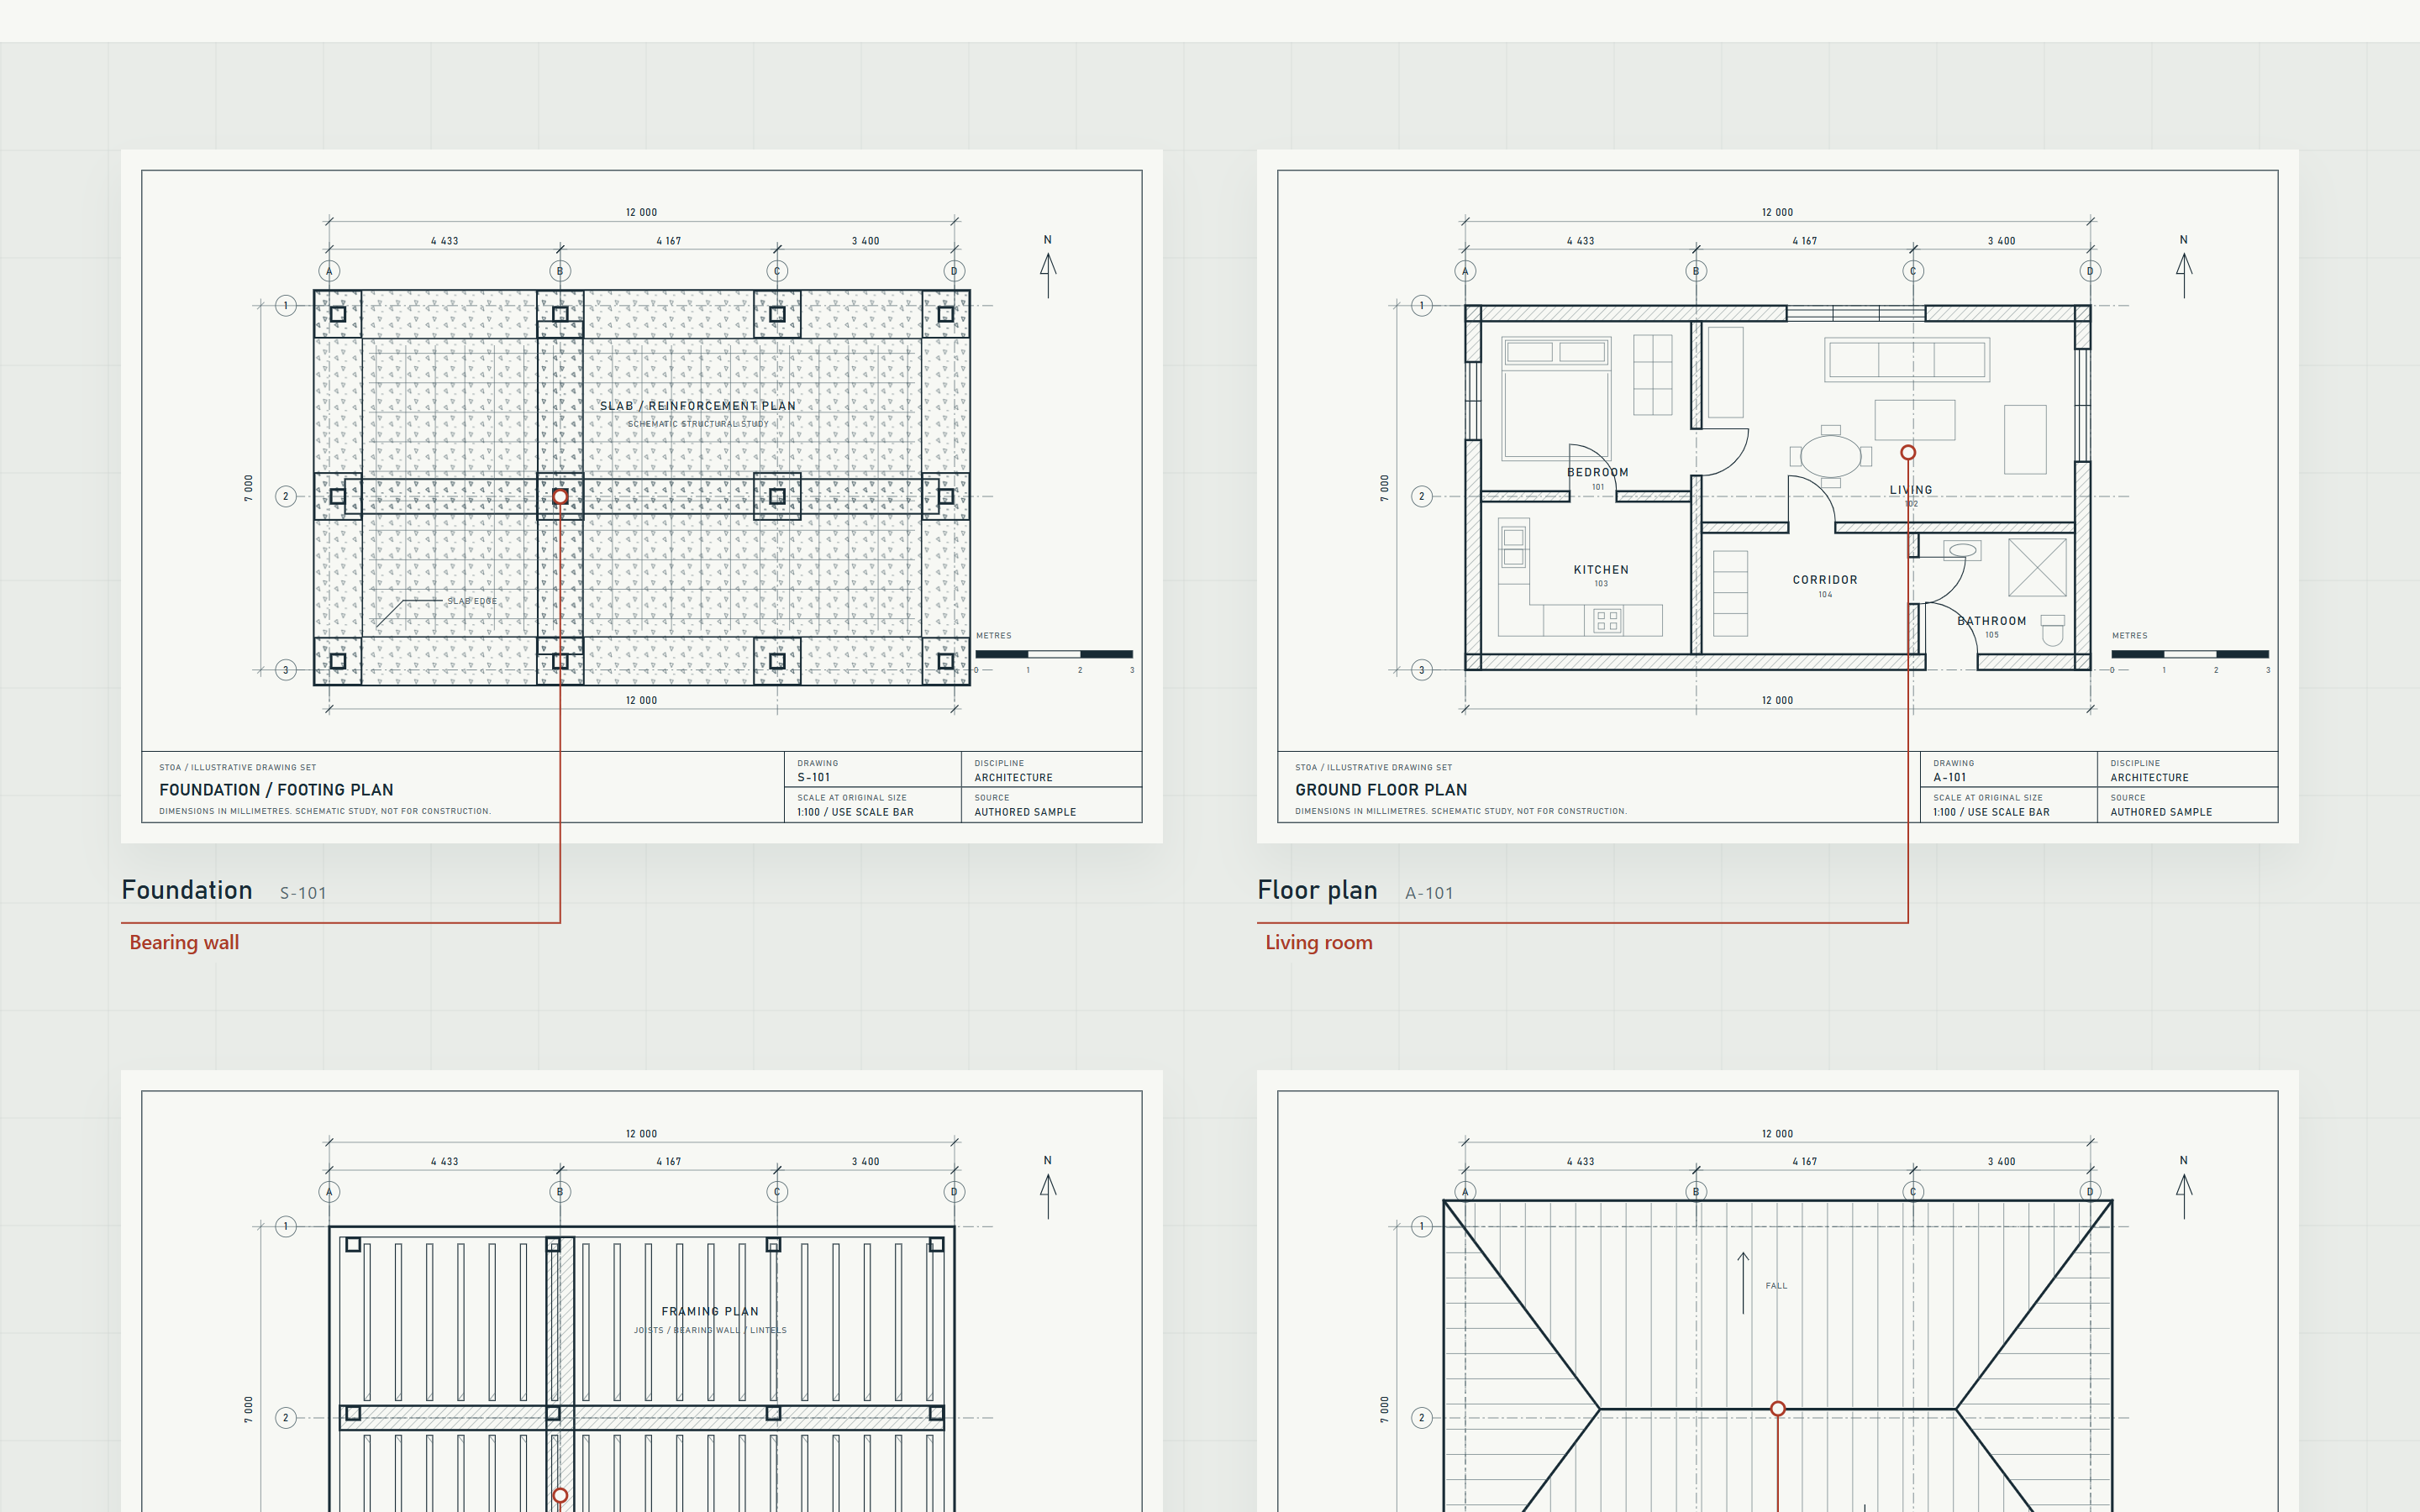 12 000
4 433 4 167 3 400
N
A B C D
1
SLAB / REINFORCEMENT PLAN
SCHEMATIC STRUCTURAL STUDY
7 000
2
SLAB EDGE
METRES
3
0 1 2 3
12 000
STOA / ILLUSTRATIVE DRAWING SET
FOUNDATION / FOOTING PLAN
DIMENSIONS IN MILLIMETRES. SCHEMATIC STUDY, NOT FOR CONSTRUCTION.
DRAWING
S-101
DISCIPLINE
ARCHITECTURE
SCALE AT ORIGINAL SIZE
1:100 / USE SCALE BAR
SOURCE
AUTHORED SAMPLE
Foundation S-101
Bearing wall
12 000
4 433 4 167 3 400
N
A B C D
1
BEDROOM
101
LIVING
102
7 000
2
KITCHEN
103
CORRIDOR
104
BATHROOM
105
METRES
3
0 1 2 3
12 000
STOA / ILLUSTRATIVE DRAWING SET
GROUND FLOOR PLAN
DIMENSIONS IN MILLIMETRES. SCHEMATIC STUDY, NOT FOR CONSTRUCTION.
DRAWING
A-101
DISCIPLINE
ARCHITECTURE
SCALE AT ORIGINAL SIZE
1:100 / USE SCALE BAR
SOURCE
AUTHORED SAMPLE
Floor plan A-101
Living room
12 000
4 433 4 167 3 400
N
A B C D
1
FRAMING PLAN
JOISTS / BEARING WALL / LINTELS
7 000
2
12 000
4 433 4 167 3 400
N
A B C D
1
FALL
7 000
2